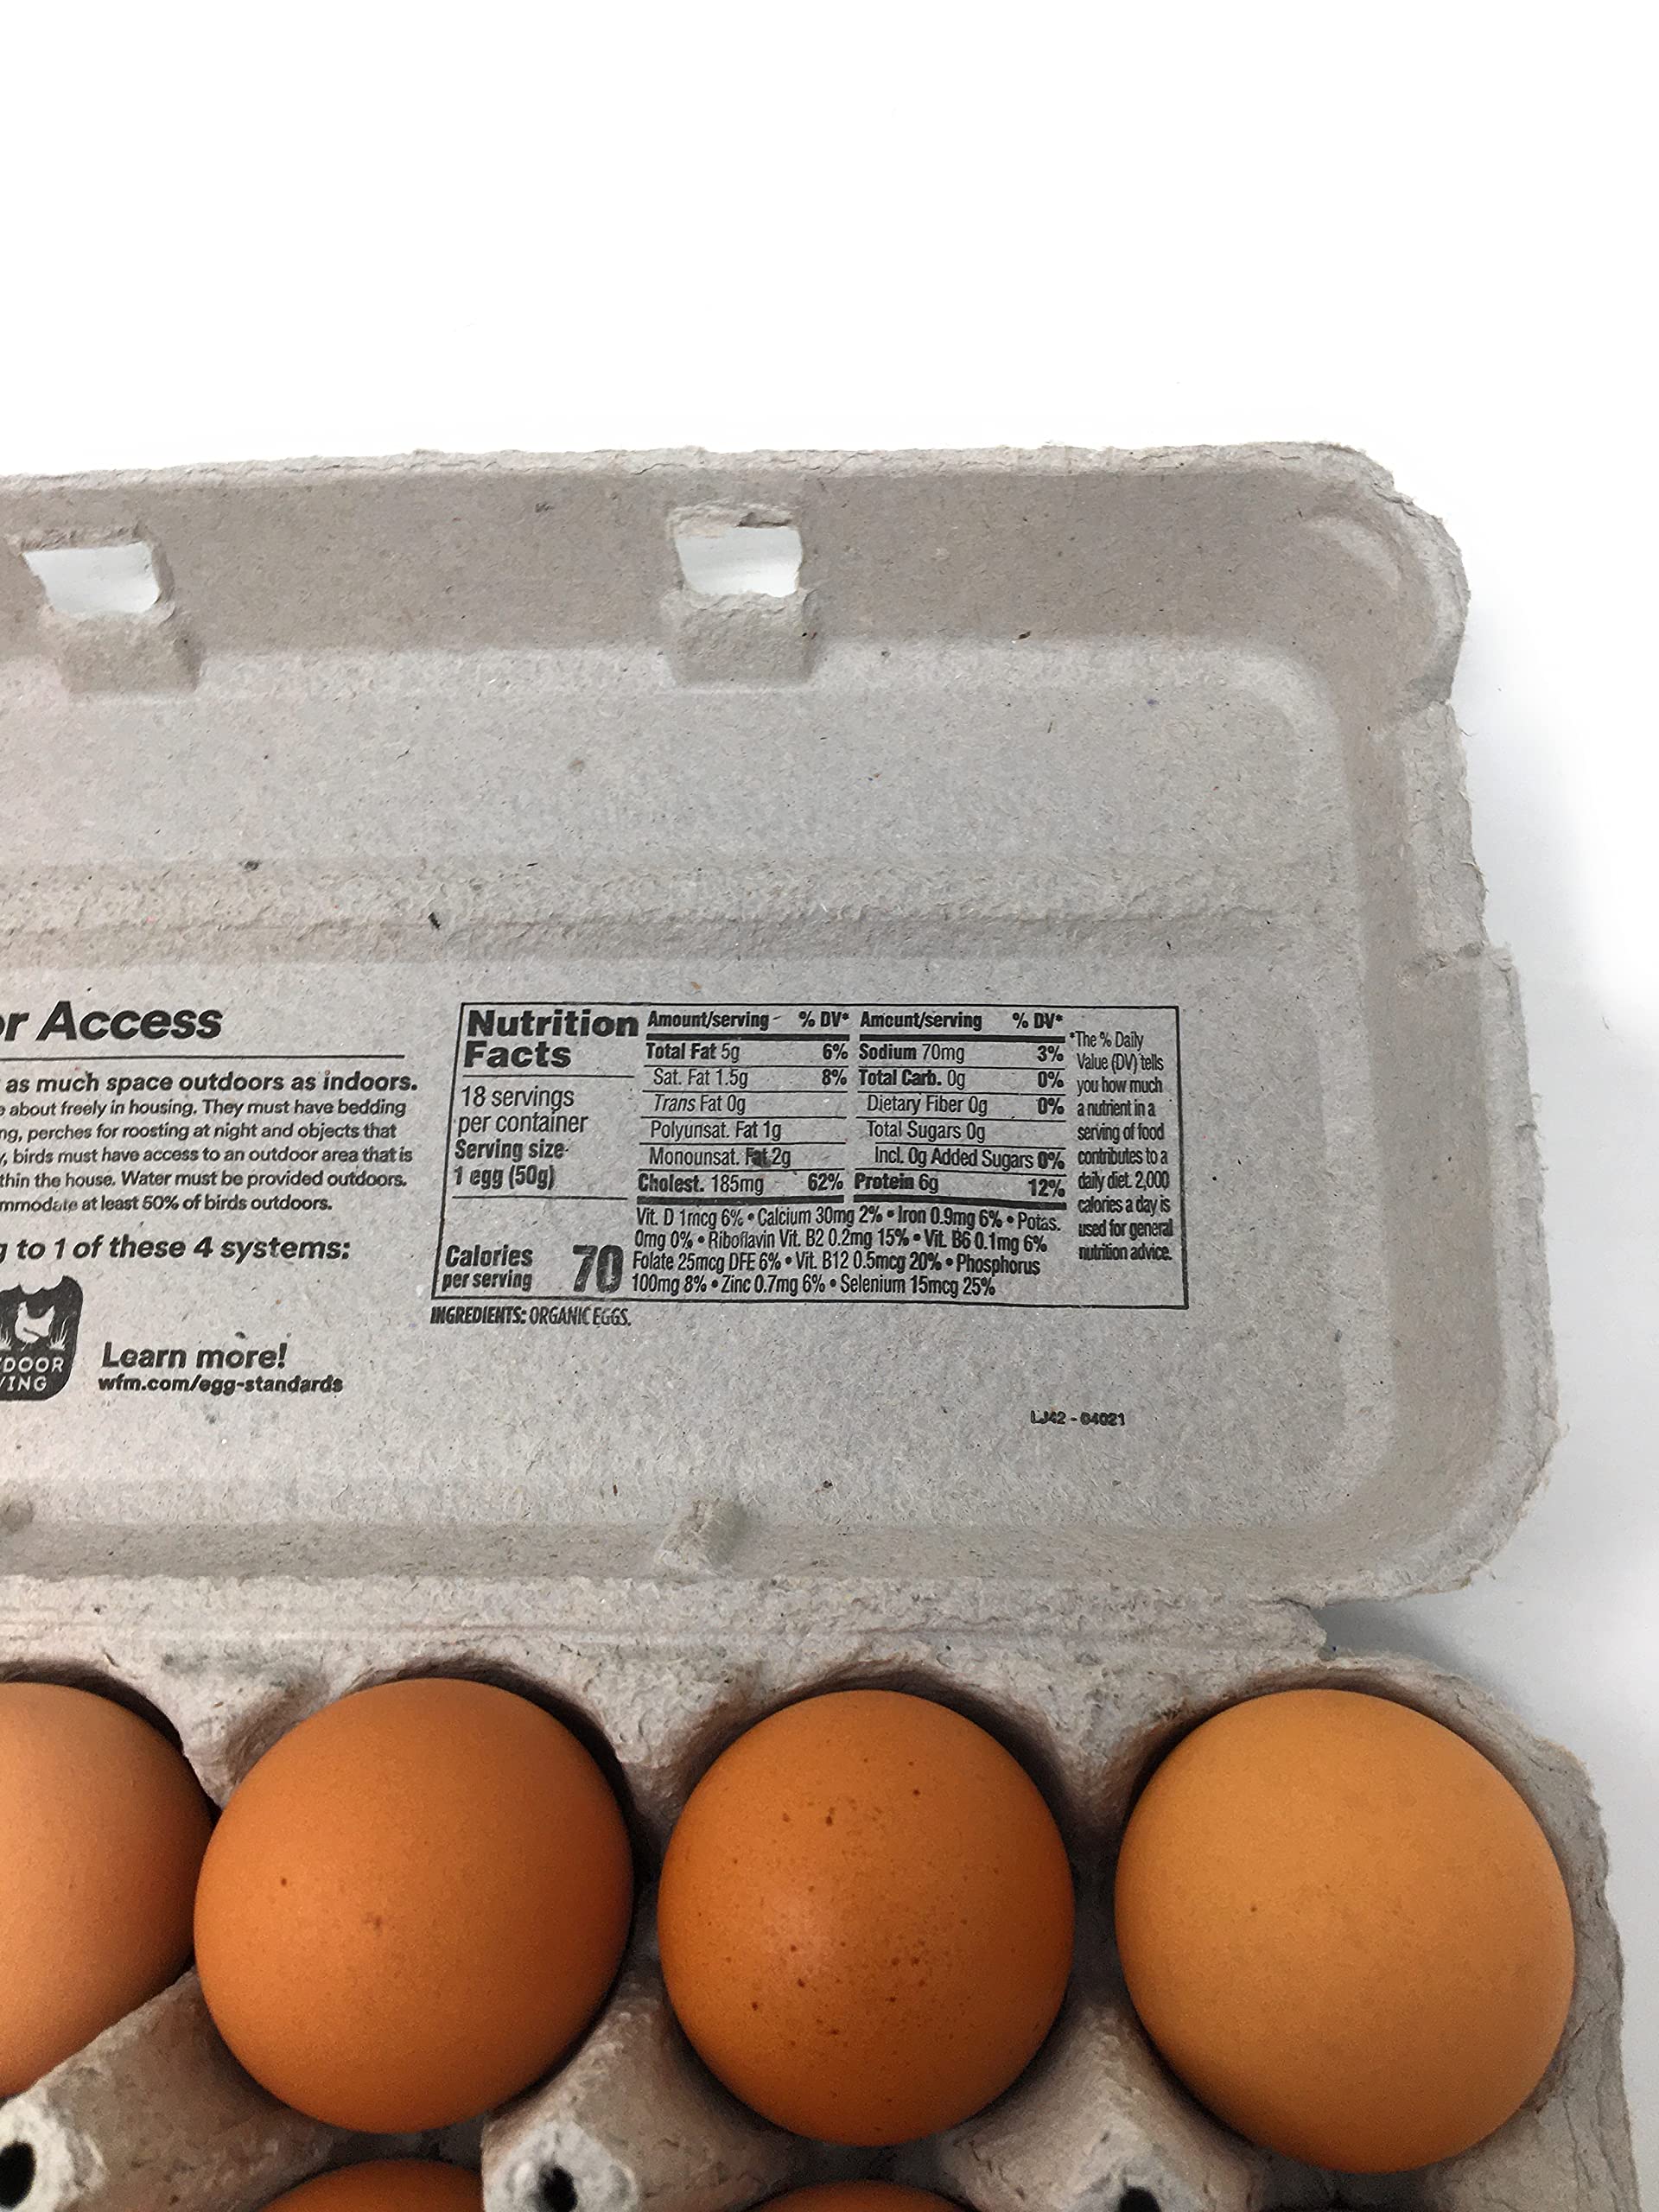 or Access
as much space outdoors as indoors.
about freely in housing. They must have bedding
perches for roosting at night and objects that
birds must have access to an outdoor area that is
within the house. Water must be provided outdoors.
at least 50% of birds outdoors.
to 1 of these 4 systems:
DOOR
VING
Learn more!
wfm.com/egg-standards
Nutrition
Facts
18 servings
per container
Serving size
1 egg (50g)
Calories
per serving
70
Amount/serving % DV*
Total Fat 5g 6%
Sat. Fat 1.5g 8%
Trans Fat 0g
Polyunsat. Fat 1g
Monounsat. Fat 2g
Cholest. 185mg 62%
Amount/serving % DV*
Sodium 70mg 3%
Total Carb. 0g 0%
Dietary Fiber 0g 0%
Total Sugars 0g
Incl. 0g Added Sugars 0%
Protein 6g 12%
Vit. D 1mcg 6% • Calcium 30mg 2% • Iron 0.9mg 6% • Potas.
0mg 0% • Riboflavin Vit. B2 0.2mg 15% • Vit. B6 0.1mg 6%
Folate 25mcg DFE 6% • Vit. B12 0.5mcg 20% • Phosphorus
100mg 8% • Zinc 0.7mg 6% • Selenium 15mcg 25%
*The % Daily
Value (DV) tells
you how much
a nutrient in a
serving of food
contributes to a
daily diet. 2,000
calories a day is
used for general
nutrition advice.
INGREDIENTS: ORGANIC EGGS.
LJ42 - 04021